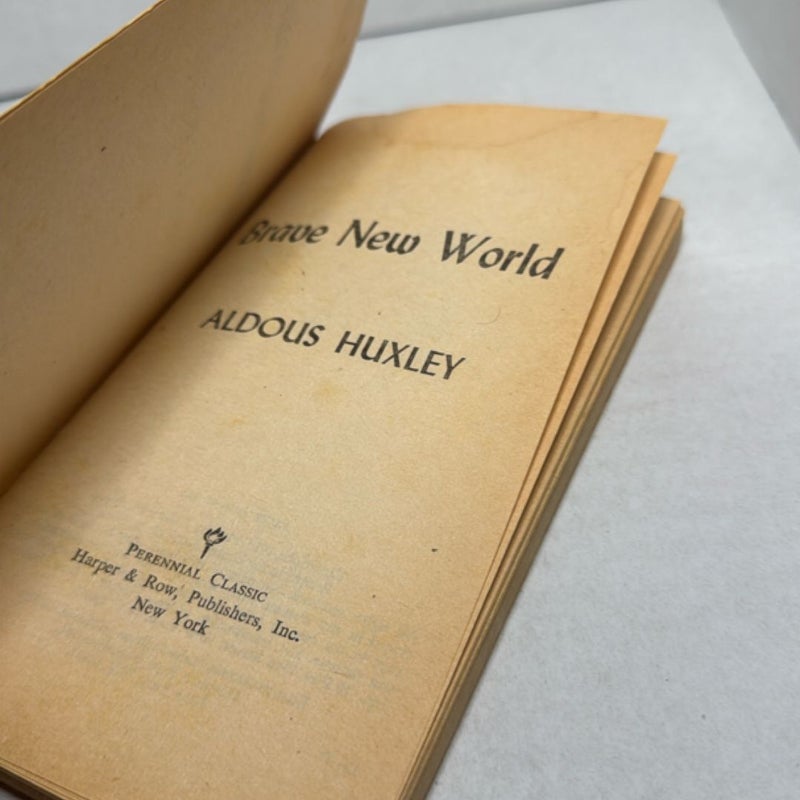 Brave New World
ALDOUS HUXLEY
PERENNIAL CLASSIC
Harper & Row, Publishers, Inc.
New York